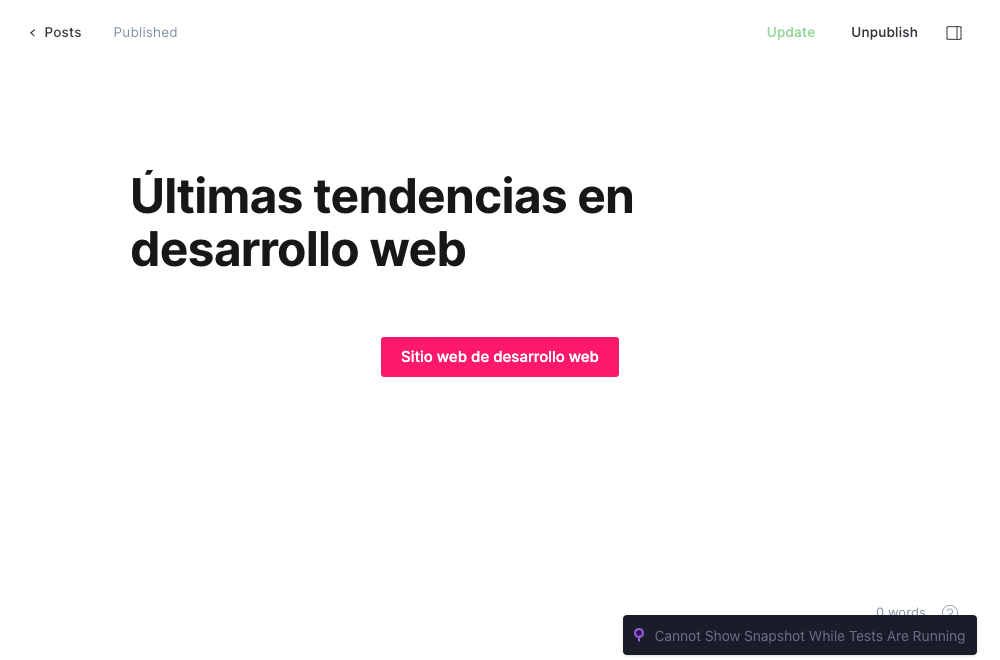 Posts
Published
Update
Unpublish
Últimas tendencias en
desarrollo web
Sitio web de desarrollo web
0 words
Cannot Show Snapshot While Tests Are Running